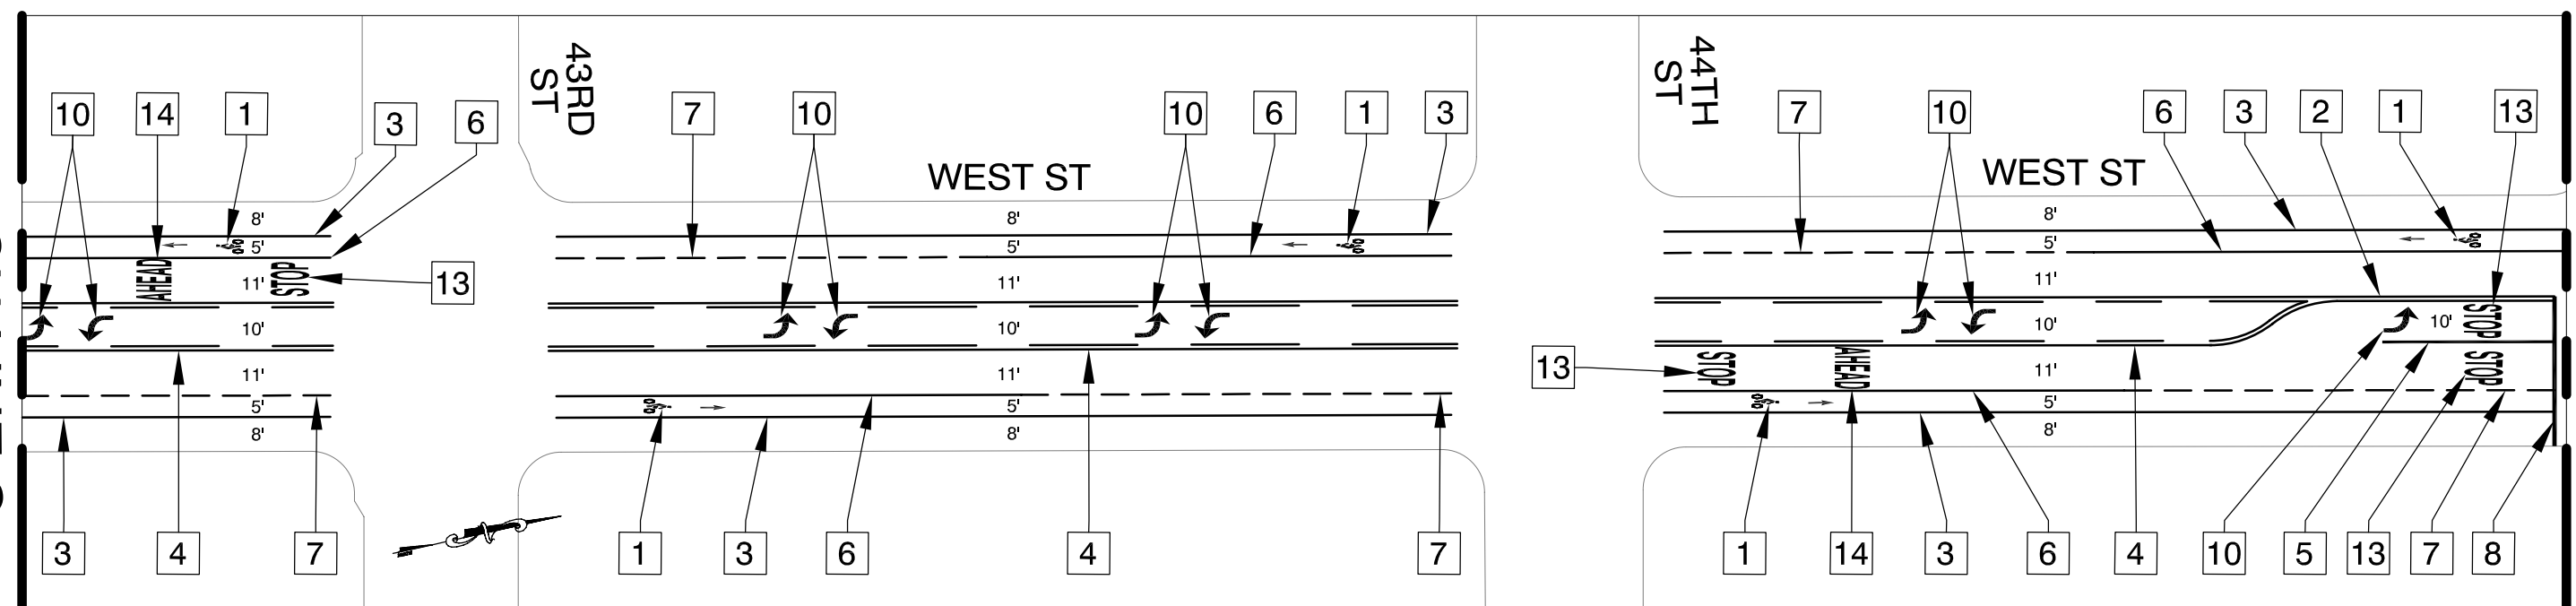 43RD
ST
44TH
ST
10 14 1 3 6 7 10 10 6 1 3 7 10 6 3 2 1 13
WEST ST WEST ST
8' 8' 8'
5' 5' 5'
AHEAD STOP 11' 11' 11' STOP
13
10' 10' 10' 10'
11' 11' STOP AHEAD 11' STOP
13
5' 5' 5'
8' 8' 8'
3 4 7 1 3 6 4 7 1 14 3 6 4 10 5 13 7 8